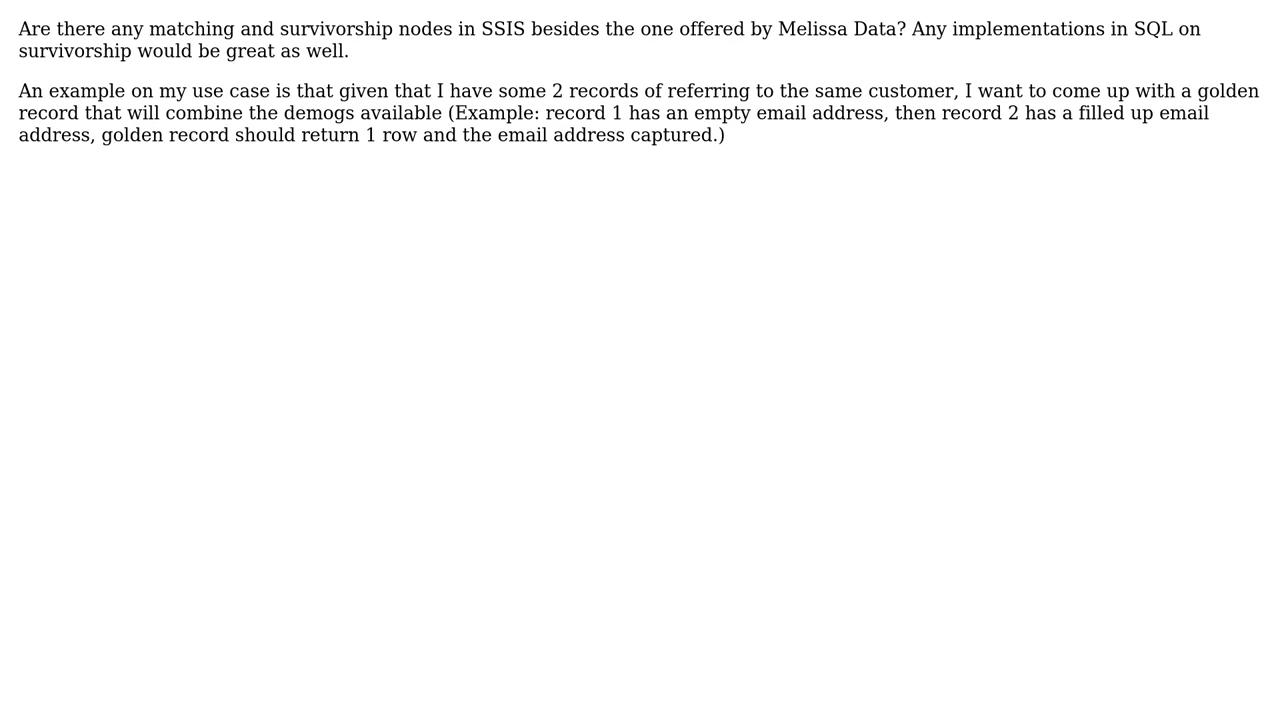 Are there any matching and survivorship nodes in SSIS besides the one offered by Melissa Data? Any implementations in SQL on
survivorship would be great as well.
An example on my use case is that given that I have some 2 records of referring to the same customer, I want to come up with a golden
record that will combine the demogs available (Example: record 1 has an empty email address, then record 2 has a filled up email
address, golden record should return 1 row and the email address captured.)